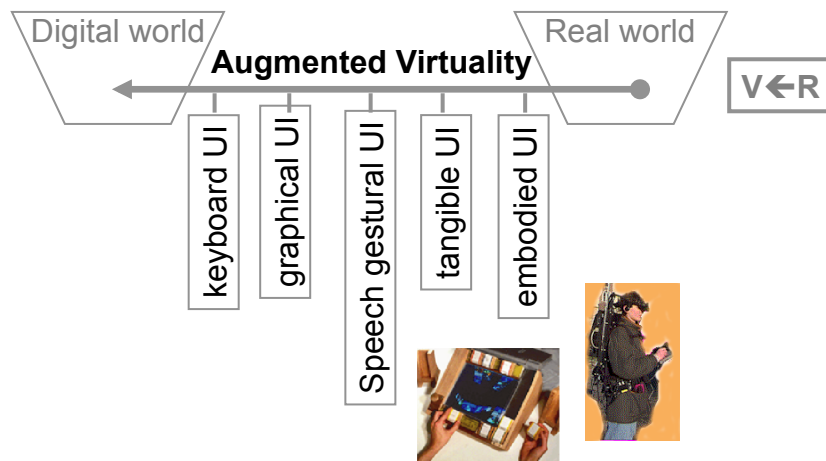 Digital world
Real world
Augmented Virtuality
V←R
keyboard UI
graphical UI
Speech gestural UI
tangible UI
embodied UI